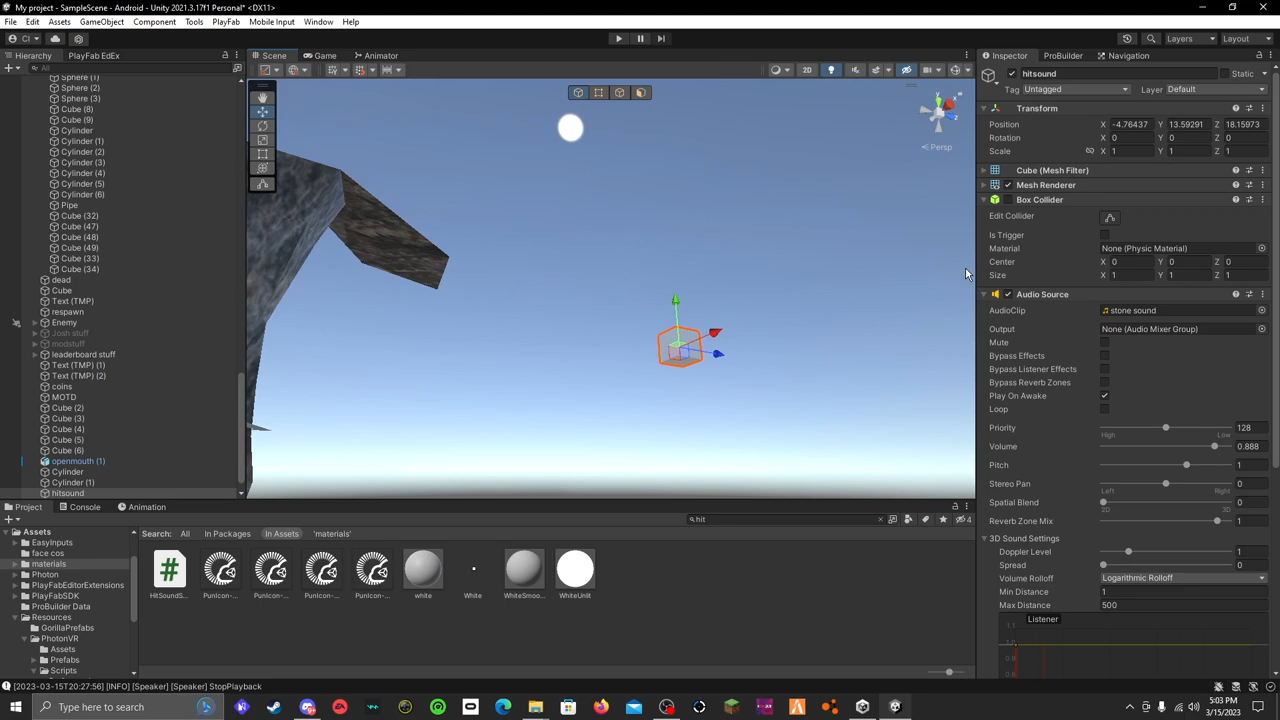 My project - SampleScene - Android - Unity 2021.3.17f1 Personal* <DX11>
File Edit Assets GameObject Component Tools PlayFab Mobile Input Window Help
CI Layers Layout
Hierarchy PlayFab EdEx
All
Sphere (1)
Sphere (2)
Sphere (3)
Cube (8)
Cube (9)
Cylinder
Cylinder (1)
Cylinder (2)
Cylinder (3)
Cylinder (4)
Cylinder (5)
Cylinder (6)
Pipe
Cube (32)
Cube (47)
Cube (48)
Cube (49)
Cube (33)
Cube (34)
dead
Cube
Text (TMP)
respawn
Enemy
Josh stuff
modstuff
leaderboard stuff
Text (TMP) (1)
Text (TMP) (2)
coins
MOTD
Cube (2)
Cube (3)
Cube (4)
Cube (5)
Cube (6)
openmouth (1)
Cylinder
Cylinder (1)
hitsound
Scene Game Animator
2D
y
x
z
Persp
Inspector ProBuilder Navigation
hitsound Static
Tag Untagged Layer Default
Transform
Position X -4.76437 Y 13.59291 Z 18.15973
Rotation X 0 Y 0 Z 0
Scale X 1 Y 1 Z 1
Cube (Mesh Filter)
Mesh Renderer
Box Collider
Edit Collider
Is Trigger
Material None (Physic Material)
Center X 0 Y 0 Z 0
Size X 1 Y 1 Z 1
Audio Source
AudioClip stone sound
Output None (Audio Mixer Group)
Mute
Bypass Effects
Bypass Listener Effects
Bypass Reverb Zones
Play On Awake
Loop
Priority 128
High Low
Volume 0.888
Pitch 1
Stereo Pan 0
Left Right
Spatial Blend 0
2D 3D
Reverb Zone Mix 1
3D Sound Settings
Doppler Level 1
Spread 0
Volume Rolloff Logarithmic Rolloff
Min Distance 1
Max Distance 500
1.1 Listener
1.0
0.9
0.8
Project Console Animation
hit 4
Assets
EasyInputs
face cos
materials
Photon
PlayFabEditorExtensions
PlayFabSDK
ProBuilder Data
Resources
GorillaPrefabs
PhotonVR
Assets
Prefabs
Scripts
Search: All In Packages In Assets 'materials'
HitSoundS... PunIcon-... PunIcon-... PunIcon-... PunIcon-... white White WhiteSmoo... WhiteUnlit
[2023-03-15T20:27:56] [INFO] [Speaker] [Speaker] StopPlayback
Type here to search
5:03 PM
3/15/2023